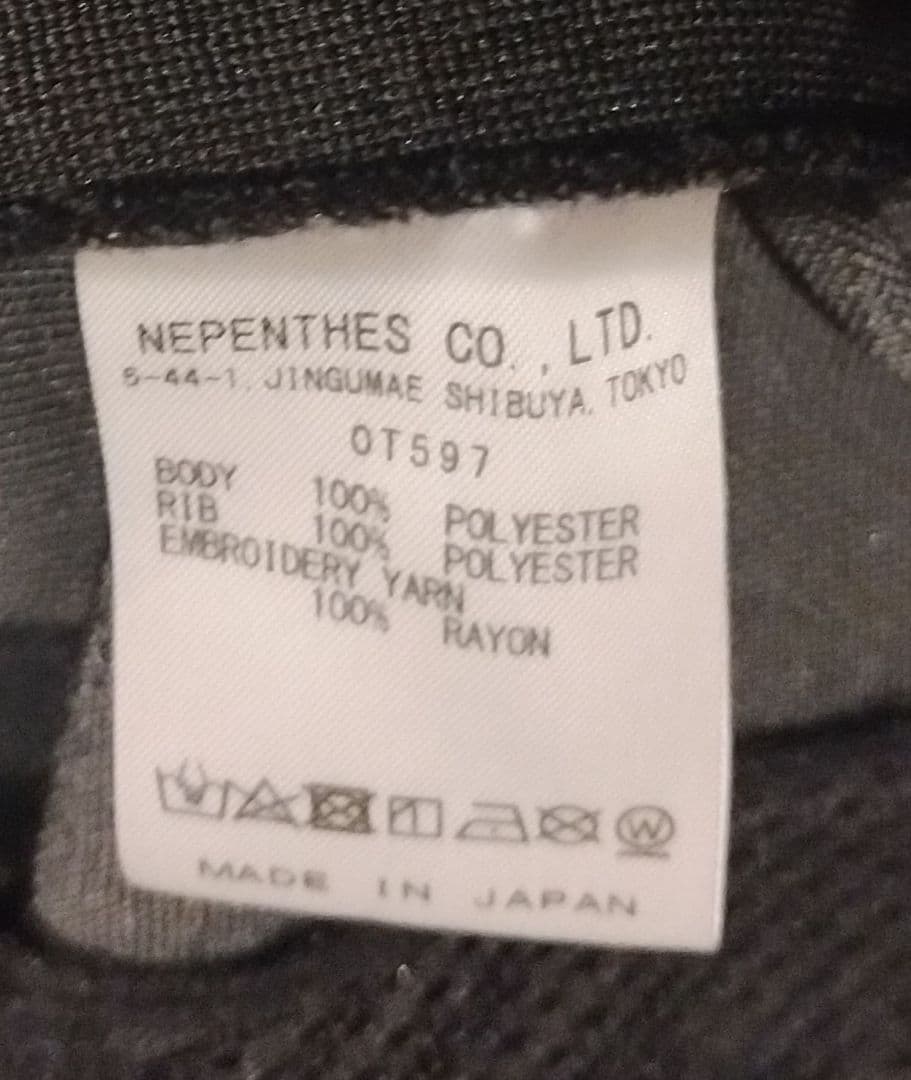 NEPENTHES CO., LTD.
5-44-1, JINGUMAE SHIBUYA, TOKYO
OT597
BODY 100% POLYESTER
RIB 100% POLYESTER
EMBROIDERY YARN
100% RAYON
W
MADE IN JAPAN